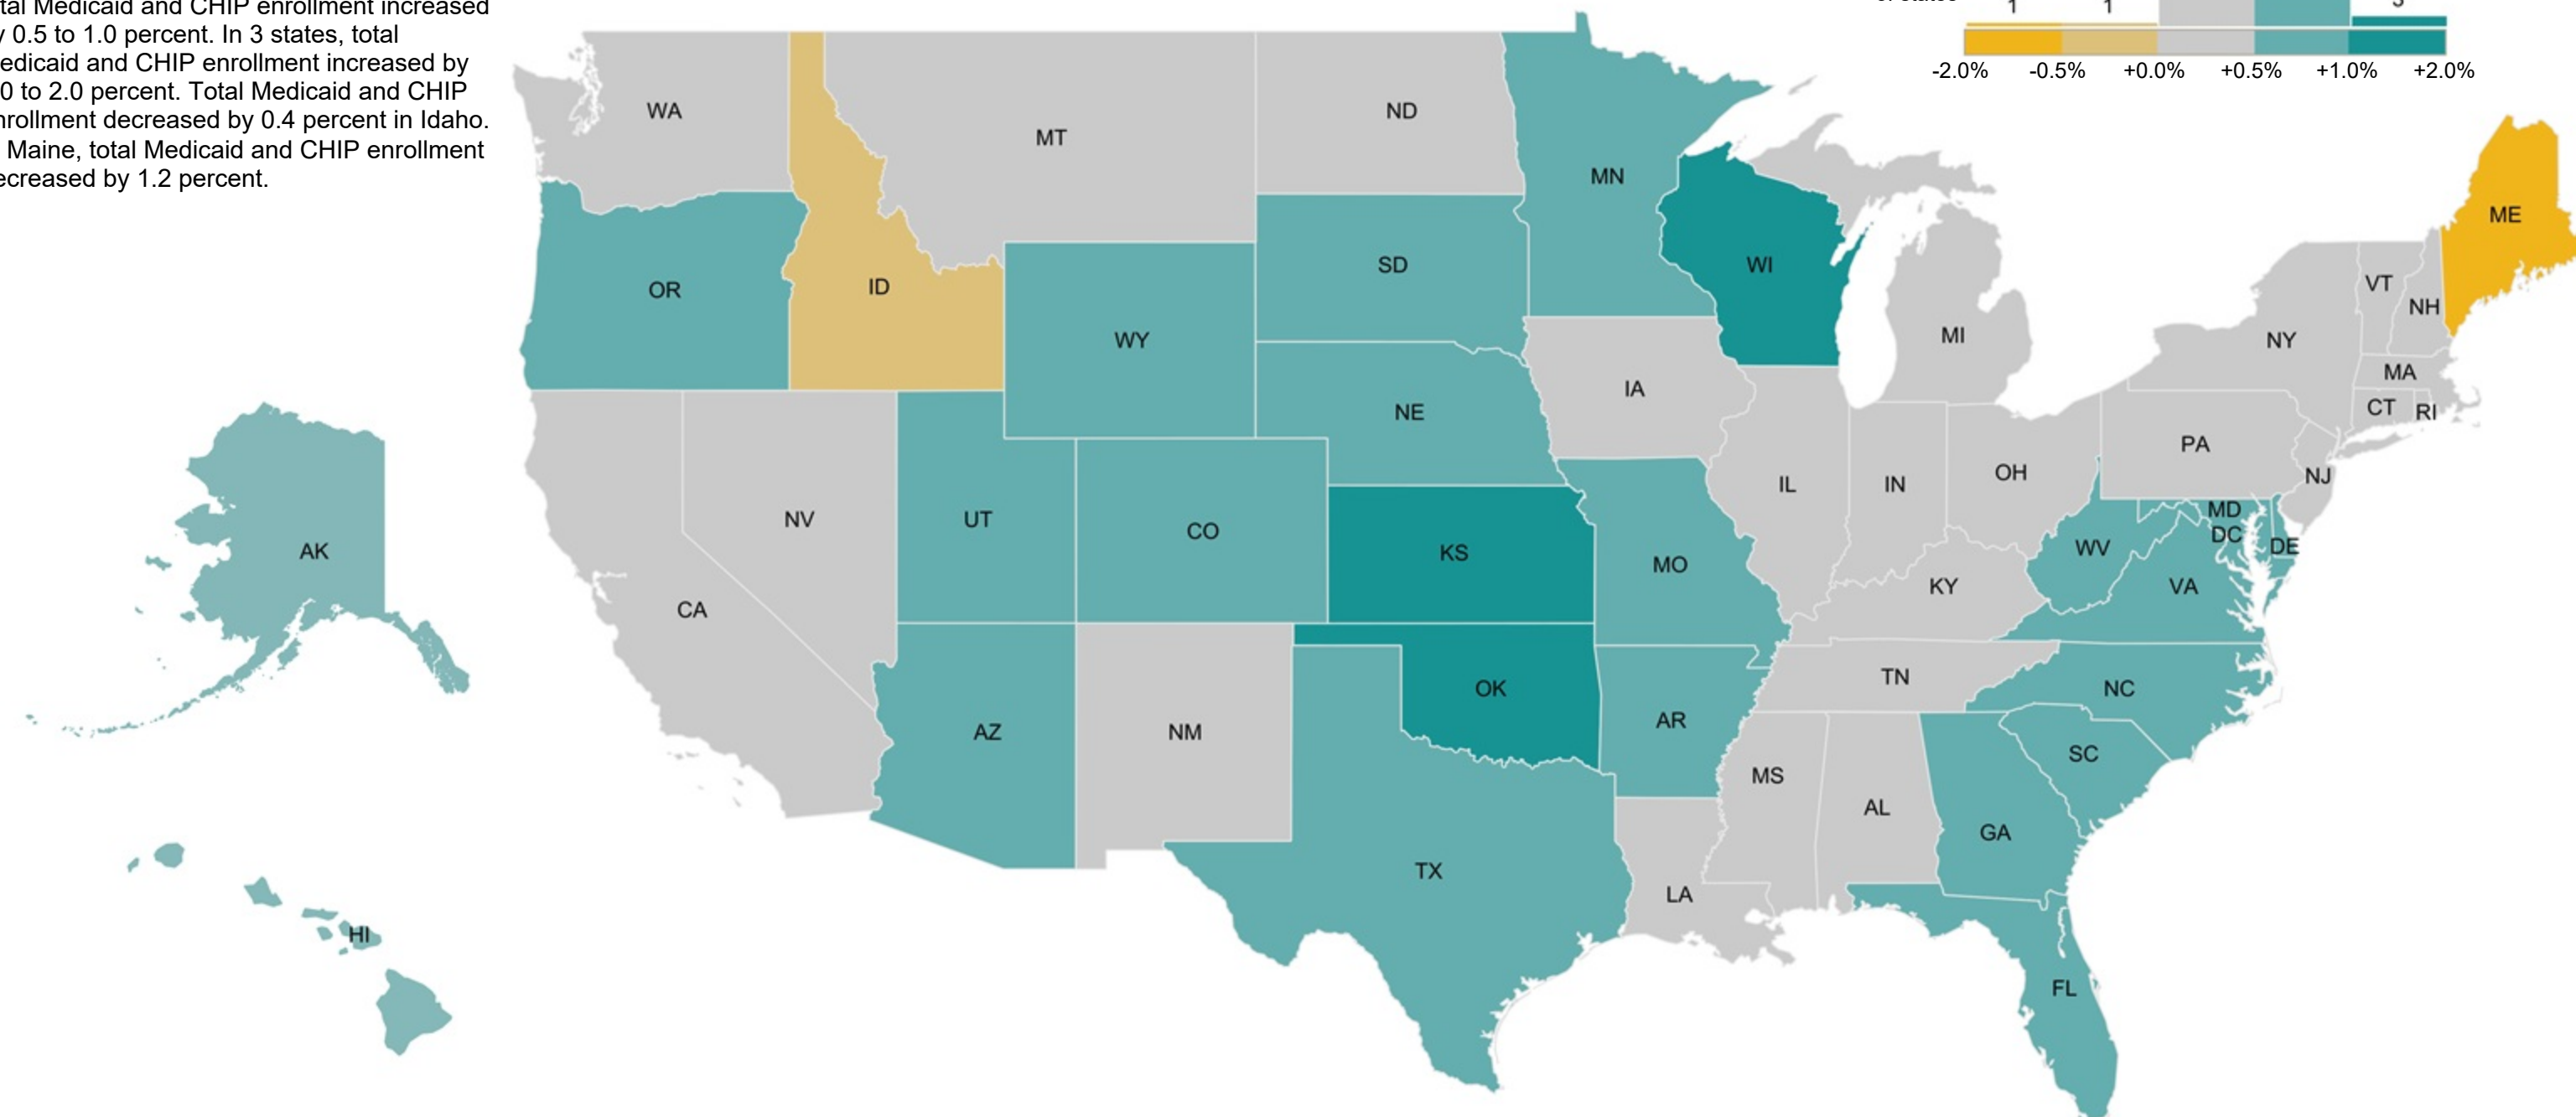 tal Medicaid and CHIP enrollment increased
y 0.5 to 1.0 percent. In 3 states, total
edicaid and CHIP enrollment increased by
0 to 2.0 percent. Total Medicaid and CHIP
nrollment decreased by 0.4 percent in Idaho.
Maine, total Medicaid and CHIP enrollment
ecreased by 1.2 percent.
of states
1 1 3
-2.0% -0.5% +0.0% +0.5% +1.0% +2.0%
WA
MT
ND
MN
ME
OR
ID
WY
SD
WI
MI
VT
NH
NY
MA
CT
RI
IA
NE
PA
NJ
NV
UT
CO
KS
MO
IL
IN
OH
MD
DC
DE
WV
VA
KY
CA
AK
AZ
NM
OK
AR
TN
NC
SC
MS
AL
GA
TX
LA
HI
FL